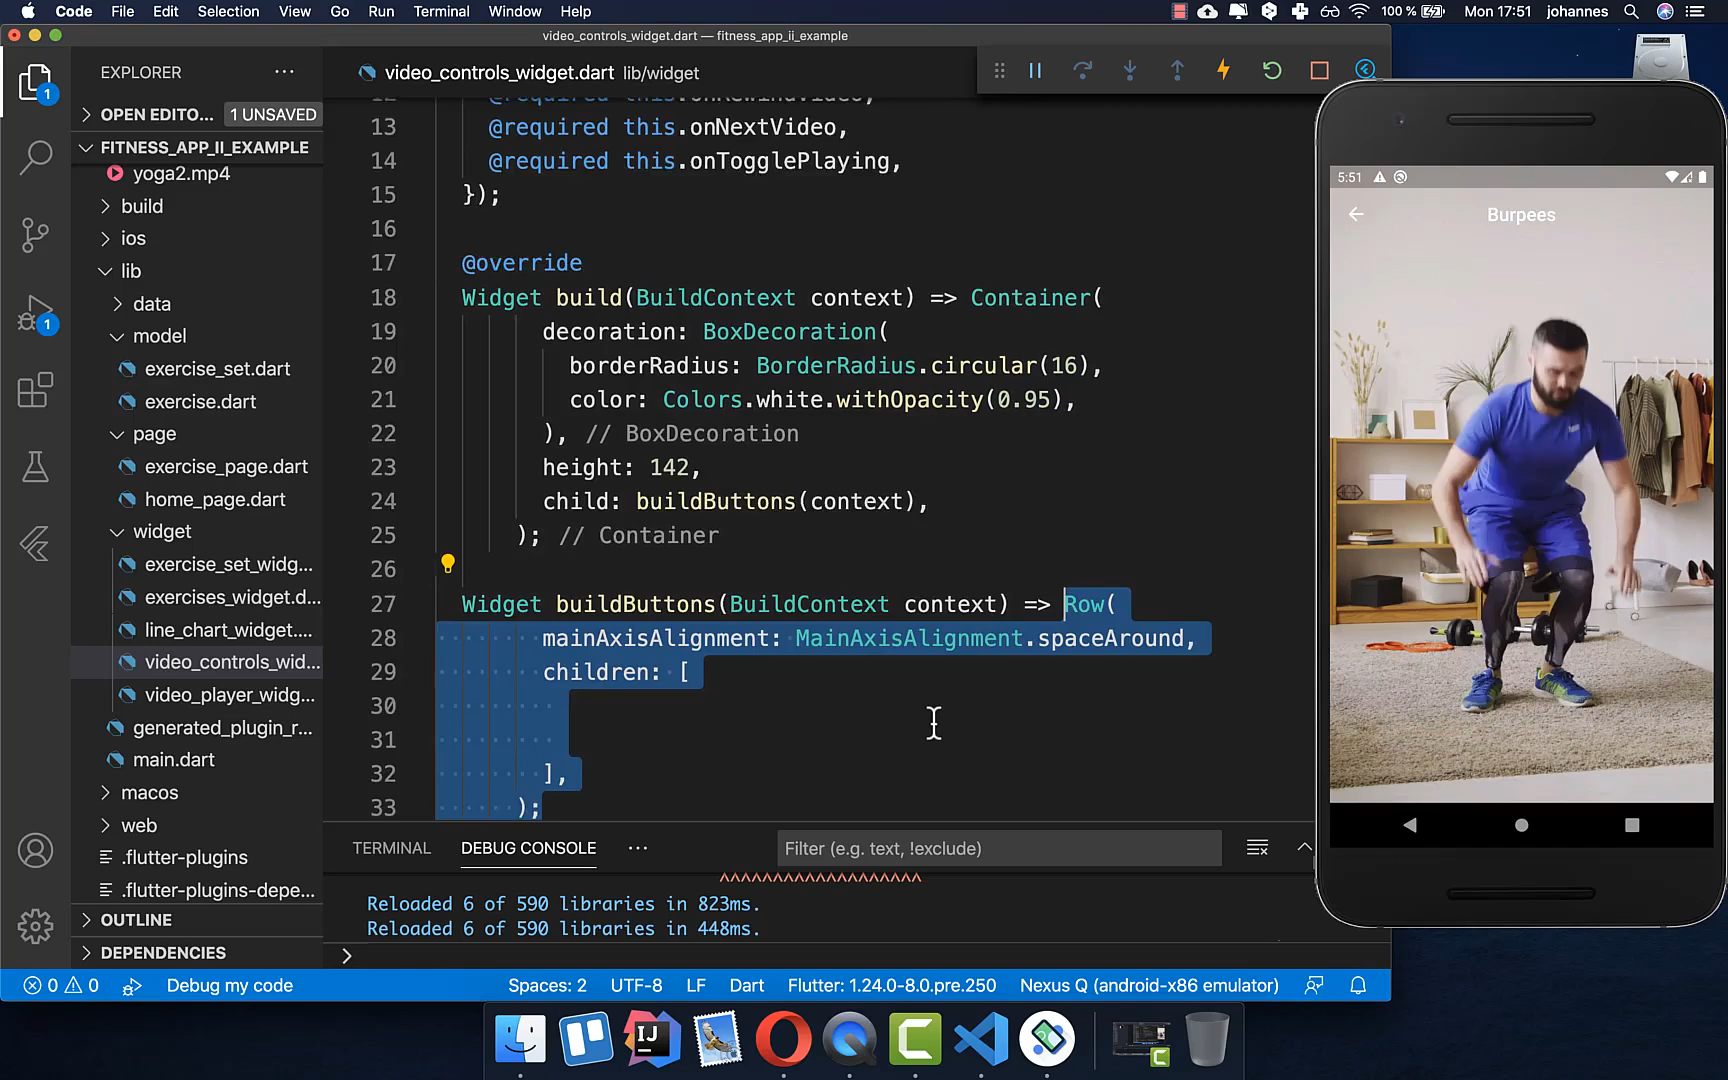 Code File Edit Selection View Go Run Terminal Window Help 100 % Mon 17:51 johannes
video_controls_widget.dart — fitness_app_ii_example
EXPLORER ···
1
OPEN EDITO... 1 UNSAVED
FITNESS_APP_II_EXAMPLE
yoga2.mp4
build
ios
lib
data
1
model
exercise_set.dart
exercise.dart
page
exercise_page.dart
home_page.dart
widget
exercise_set_widg...
exercises_widget.d...
line_chart_widget....
video_controls_wid...
video_player_widg...
generated_plugin_r...
main.dart
macos
web
.flutter-plugins
.flutter-plugins-depe...
OUTLINE
DEPENDENCIES
video_controls_widget.dart lib/widget
12 @required this.onRewindVideo,
13 @required this.onNextVideo,
14 @required this.onTogglePlaying,
15 });
16
17 @override
18 Widget build(BuildContext context) => Container(
19 decoration: BoxDecoration(
20 borderRadius: BorderRadius.circular(16),
21 color: Colors.white.withOpacity(0.95),
22 ), // BoxDecoration
23 height: 142,
24 child: buildButtons(context),
25 ); // Container
26
27 Widget buildButtons(BuildContext context) => Row(
28 mainAxisAlignment: MainAxisAlignment.spaceAround,
29 children: [
30
31
32 ],
33 );
TERMINAL DEBUG CONSOLE ··· Filter (e.g. text, !exclude)
^^^^^^^^^^^^^^^^^^^
Reloaded 6 of 590 libraries in 823ms.
Reloaded 6 of 590 libraries in 448ms.
5:51
Burpees
0 0 Debug my code Spaces: 2 UTF-8 LF Dart Flutter: 1.24.0-8.0.pre.250 Nexus Q (android-x86 emulator)
IJ